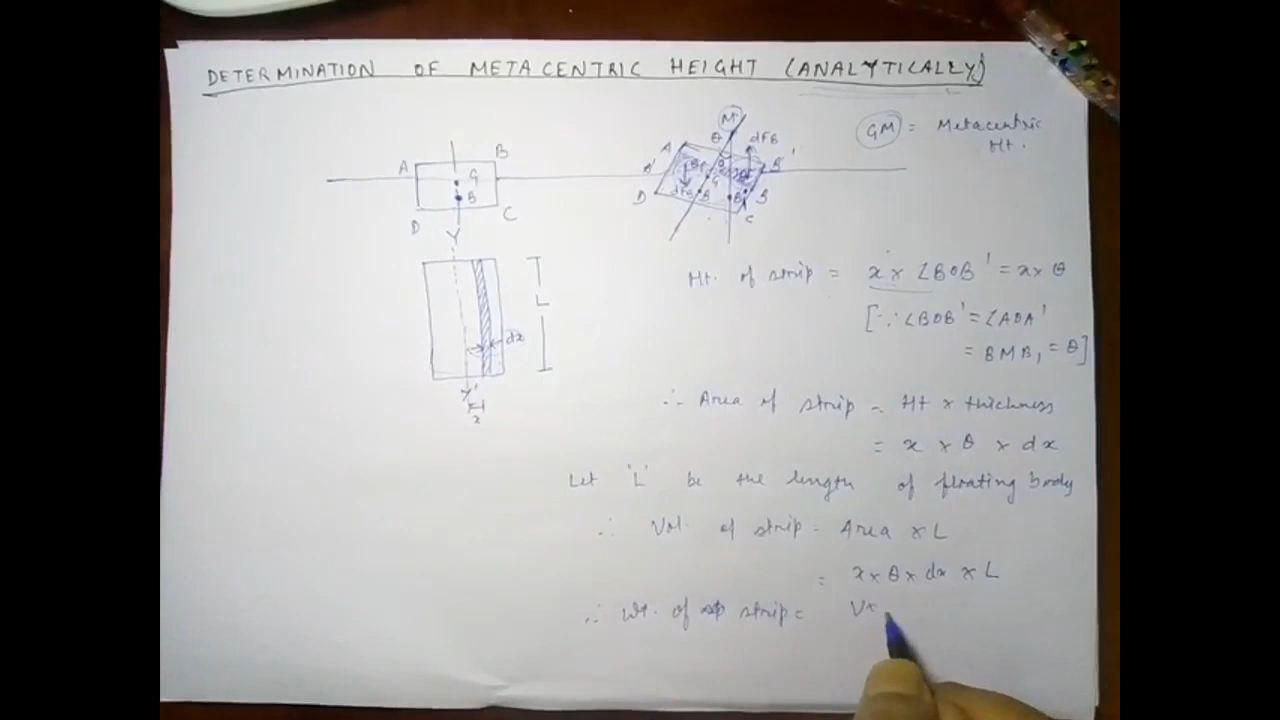 DETERMINATION OF METACENTRIC HEIGHT (ANALYTICALLY)
GM = Metacentric Ht.
A B
G
B
D C
Y
L
dx
Y'
x
M
θ dFB
A B'
A'
G
D B B
dFB
C
Ht. of strip = x × ∠BOB' = x × θ
[∵ ∠BOB' = ∠AOA'
= BMB₁ = θ]
∴ Area of strip = Ht × thickness
= x × θ × dx
Let 'L' be the length of floating body
∴ Vol. of strip = Area × L
= x × θ × dx × L
∴ Wt. of strip = V×